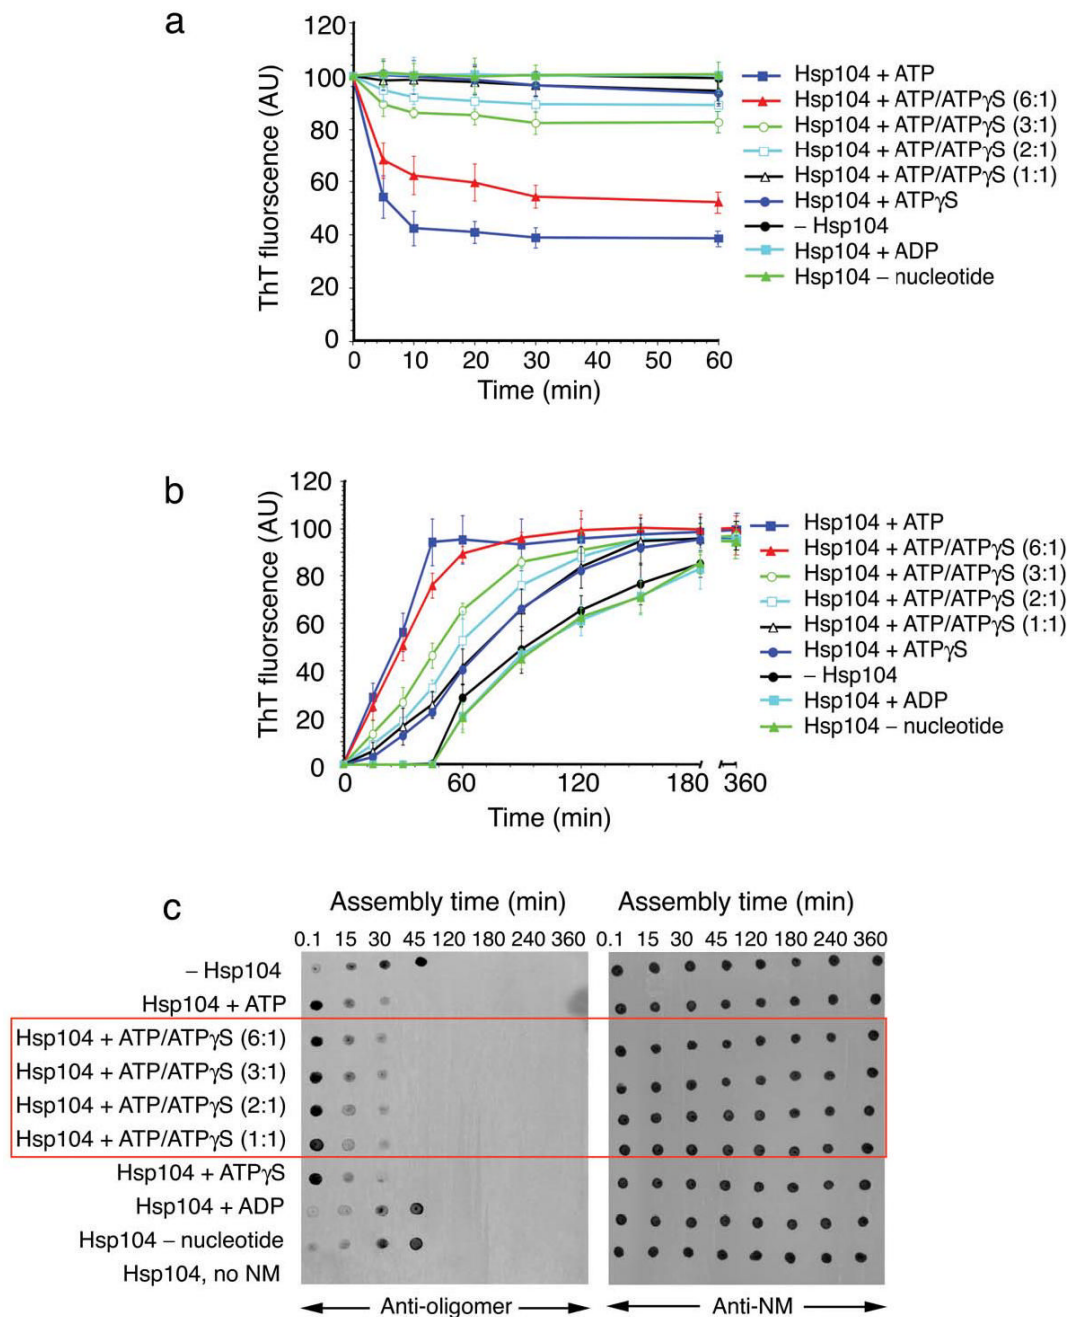 a
120
100
80
60
40
20
0
ThT fluorscence (AU)
0 10 20 30 40 50 60
Time (min)
Hsp104 + ATP
Hsp104 + ATP/ATPγS (6:1)
Hsp104 + ATP/ATPγS (3:1)
Hsp104 + ATP/ATPγS (2:1)
Hsp104 + ATP/ATPγS (1:1)
Hsp104 + ATPγS
– Hsp104
Hsp104 + ADP
Hsp104 – nucleotide
b
120
100
80
60
40
20
0
ThT fluorscence (AU)
0 60 120 180 360
Time (min)
Hsp104 + ATP
Hsp104 + ATP/ATPγS (6:1)
Hsp104 + ATP/ATPγS (3:1)
Hsp104 + ATP/ATPγS (2:1)
Hsp104 + ATP/ATPγS (1:1)
Hsp104 + ATPγS
– Hsp104
Hsp104 + ADP
Hsp104 – nucleotide
c
Assembly time (min) Assembly time (min)
0.1 15 30 45 120 180 240 360 0.1 15 30 45 120 180 240 360
– Hsp104
Hsp104 + ATP
Hsp104 + ATP/ATPγS (6:1)
Hsp104 + ATP/ATPγS (3:1)
Hsp104 + ATP/ATPγS (2:1)
Hsp104 + ATP/ATPγS (1:1)
Hsp104 + ATPγS
Hsp104 + ADP
Hsp104 – nucleotide
Hsp104, no NM
Anti-oligomer Anti-NM